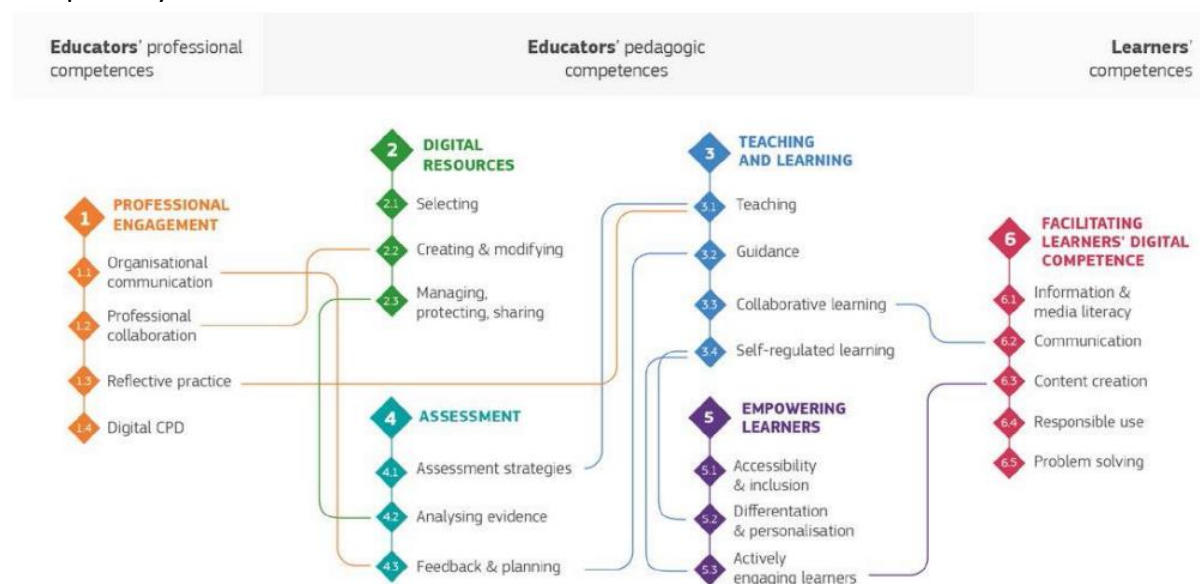 Educators' professional
competences
Educators' pedagogic
competences
Learners'
competences
1 PROFESSIONAL
ENGAGEMENT
1.1 Organisational
communication
1.2 Professional
collaboration
1.3 Reflective practice
1.4 Digital CPD
2 DIGITAL
RESOURCES
2.1 Selecting
2.2 Creating & modifying
2.3 Managing,
protecting, sharing
3 TEACHING
AND LEARNING
3.1 Teaching
3.2 Guidance
3.3 Collaborative learning
3.4 Self-regulated learning
4 ASSESSMENT
4.1 Assessment strategies
4.2 Analysing evidence
4.3 Feedback & planning
5 EMPOWERING
LEARNERS
5.1 Accessibility
& inclusion
5.2 Differentation
& personalisation
5.3 Actively
engaging learners
6 FACILITATING
LEARNERS' DIGITAL
COMPETENCE
6.1 Information &
media literacy
6.2 Communication
6.3 Content creation
6.4 Responsible use
6.5 Problem solving